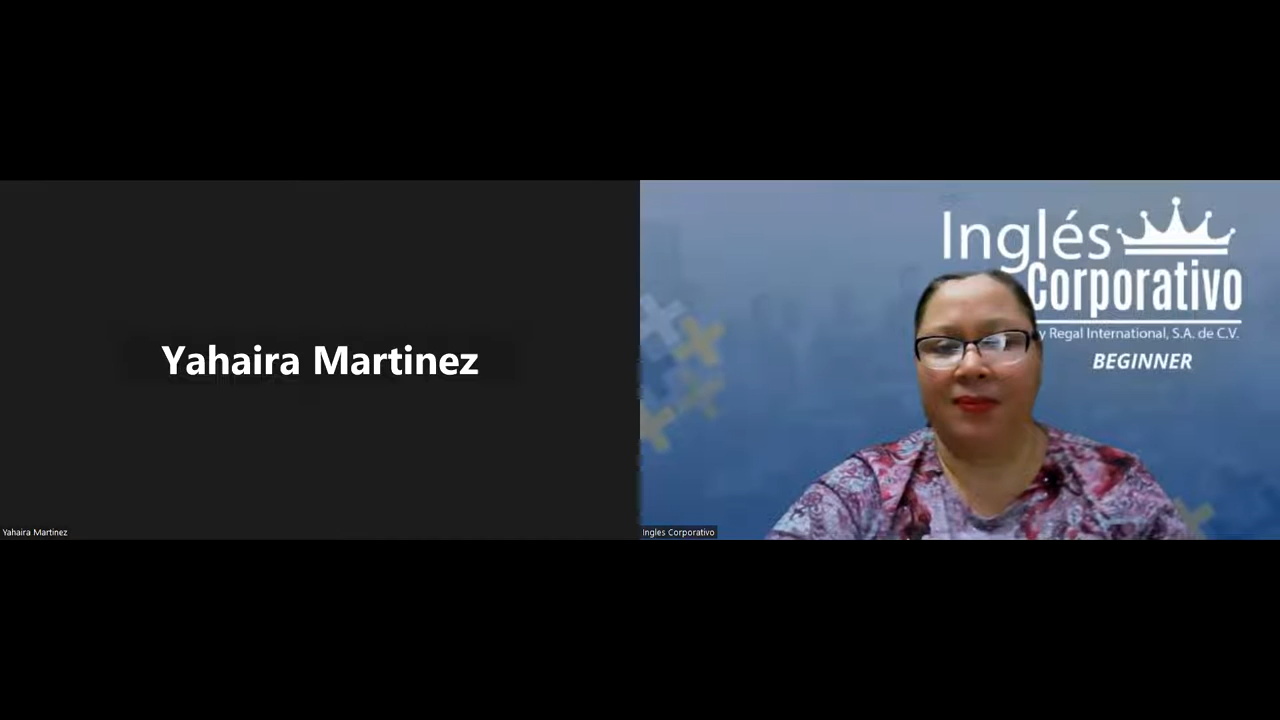 Yahaira Martinez
Yahaira Martinez
Inglés
Corporativo
y Regal International, S.A. de C.V.
BEGINNER
Ingles Corporativo